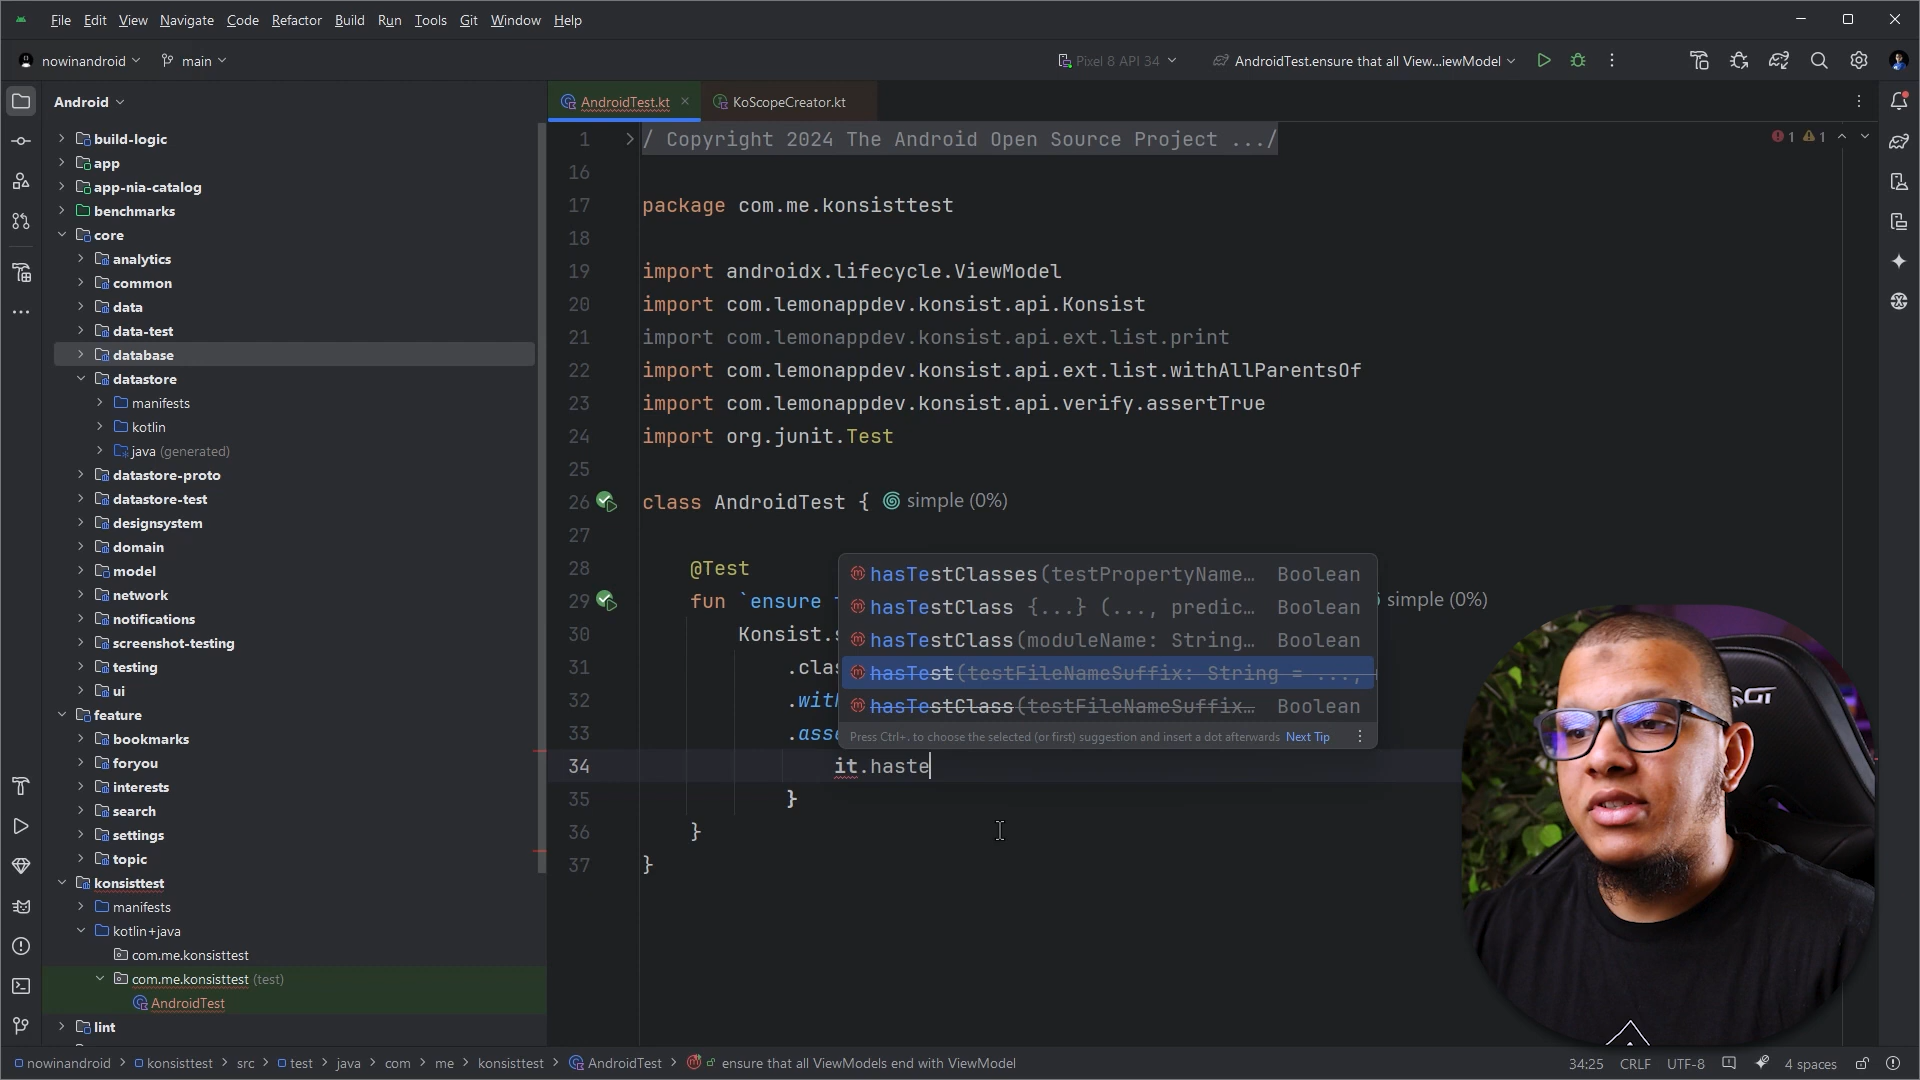 File Edit View Navigate Code Refactor Build Run Tools Git Window Help
nowinandroid main Pixel 8 API 34 AndroidTest.ensure that all View...iewModel
Android
AndroidTest.kt KoScopeCreator.kt
build-logic
app
app-nia-catalog
benchmarks
core
analytics
common
data
data-test
database
datastore
manifests
kotlin
java (generated)
datastore-proto
datastore-test
designsystem
domain
model
network
notifications
screenshot-testing
testing
ui
feature
bookmarks
foryou
interests
search
settings
topic
konsisttest
manifests
kotlin+java
com.me.konsisttest
com.me.konsisttest (test)
AndroidTest
lint
1 / Copyright 2024 The Android Open Source Project .../
1 1
16
17 package com.me.konsisttest
18
19 import androidx.lifecycle.ViewModel
20 import com.lemonappdev.konsist.api.Konsist
21 import com.lemonappdev.konsist.api.ext.list.print
22 import com.lemonappdev.konsist.api.ext.list.withAllParentsOf
23 import com.lemonappdev.konsist.api.verify.assertTrue
24 import org.junit.Test
25
26 class AndroidTest { simple (0%)
27
28 @Test
29 fun `ensure simple (0%)
30 Konsist.
31 .clas
32 .with
33 .asse
34 it.haste
35 }
36 }
37 }
hasTestClasses(testPropertyName… Boolean
hasTestClass {...} (..., predic… Boolean
hasTestClass(moduleName: String… Boolean
hasTest(testFileNameSuffix: String = ...,
hasTestClass(testFileNameSuffix… Boolean
Press Ctrl+. to choose the selected (or first) suggestion and insert a dot afterwards Next Tip
nowinandroid > konsisttest > src > test > java > com > me > konsisttest > AndroidTest > ensure that all ViewModels end with ViewModel
34:25 CRLF UTF-8 4 spaces